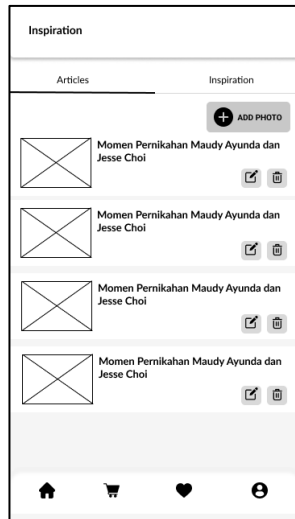 Inspiration
Articles
Inspiration
ADD PHOTO
Momen Pernikahan Maudy Ayunda dan
Jesse Choi
Momen Pernikahan Maudy Ayunda dan
Jesse Choi
Momen Pernikahan Maudy Ayunda dan
Jesse Choi
Momen Pernikahan Maudy Ayunda dan
Jesse Choi